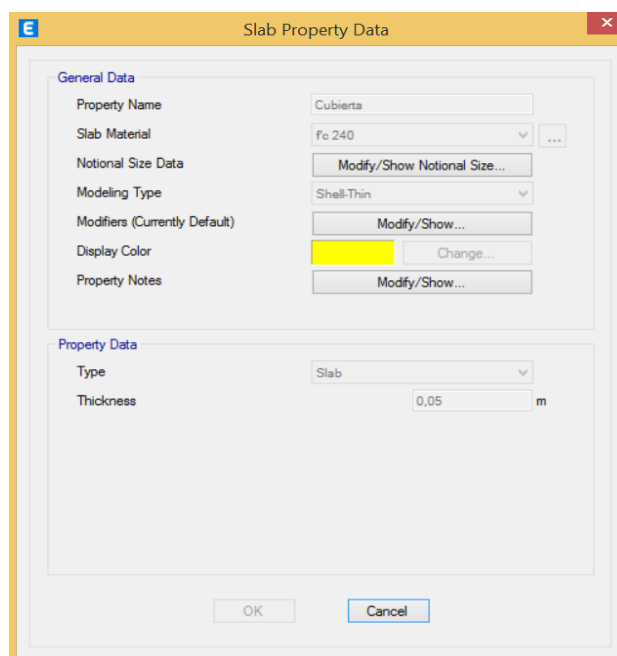 E
Slab Property Data
General Data
Property Name Cubierta
Slab Material f'c 240 ...
Notional Size Data Modify/Show Notional Size...
Modeling Type Shell-Thin
Modifiers (Currently Default) Modify/Show...
Display Color Change...
Property Notes Modify/Show...
Property Data
Type Slab
Thickness 0,05 m
OK Cancel